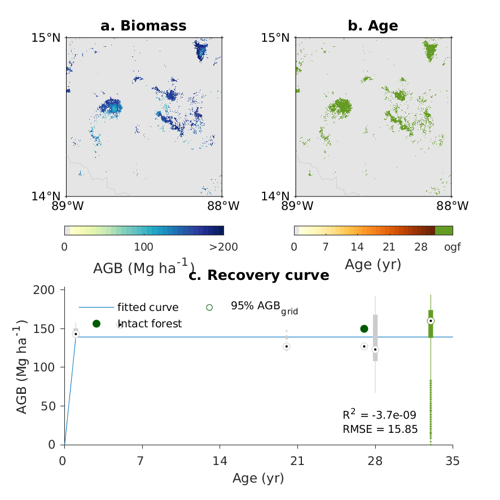 a. Biomass
b. Age
15°N
15°N
14°N
14°N
89°W
88°W
89°W
88°W
0
100
>200
0
7
14
21
28
ogf
AGB (Mg ha⁻¹)
Age (yr)
c. Recovery curve
200
150
100
50
0
AGB (Mg ha⁻¹)
fitted curve
95% AGB_grid
Intact forest
R² = -3.7e-09
RMSE = 15.85
0
7
14
21
28
35
Age (yr)